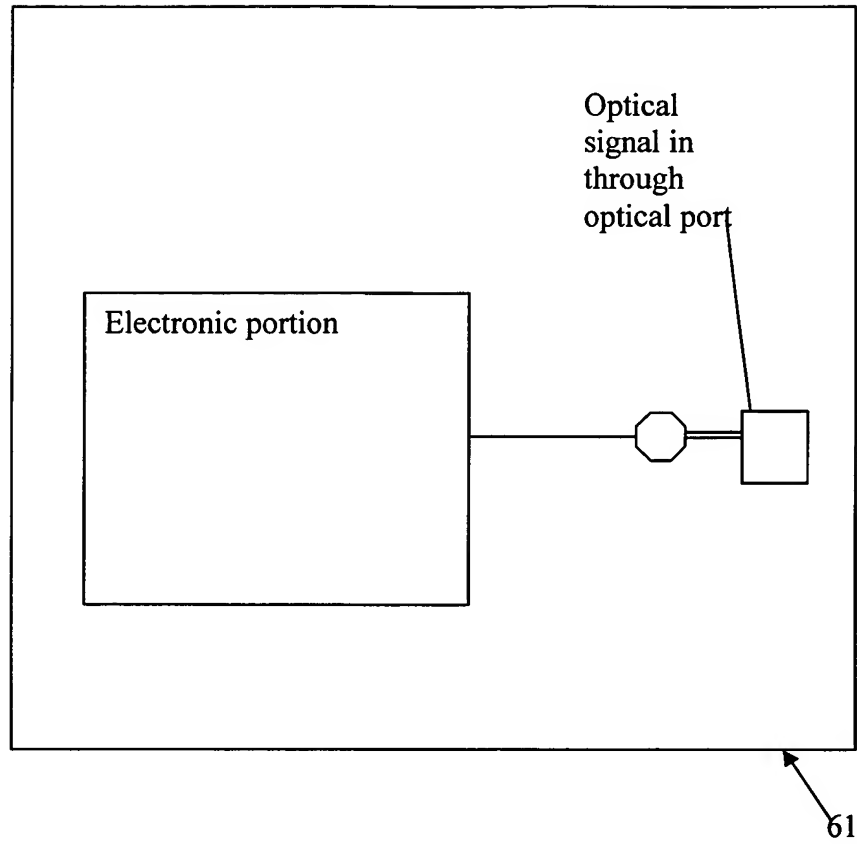 Optical
signal in
through
optical port
Electronic portion
61